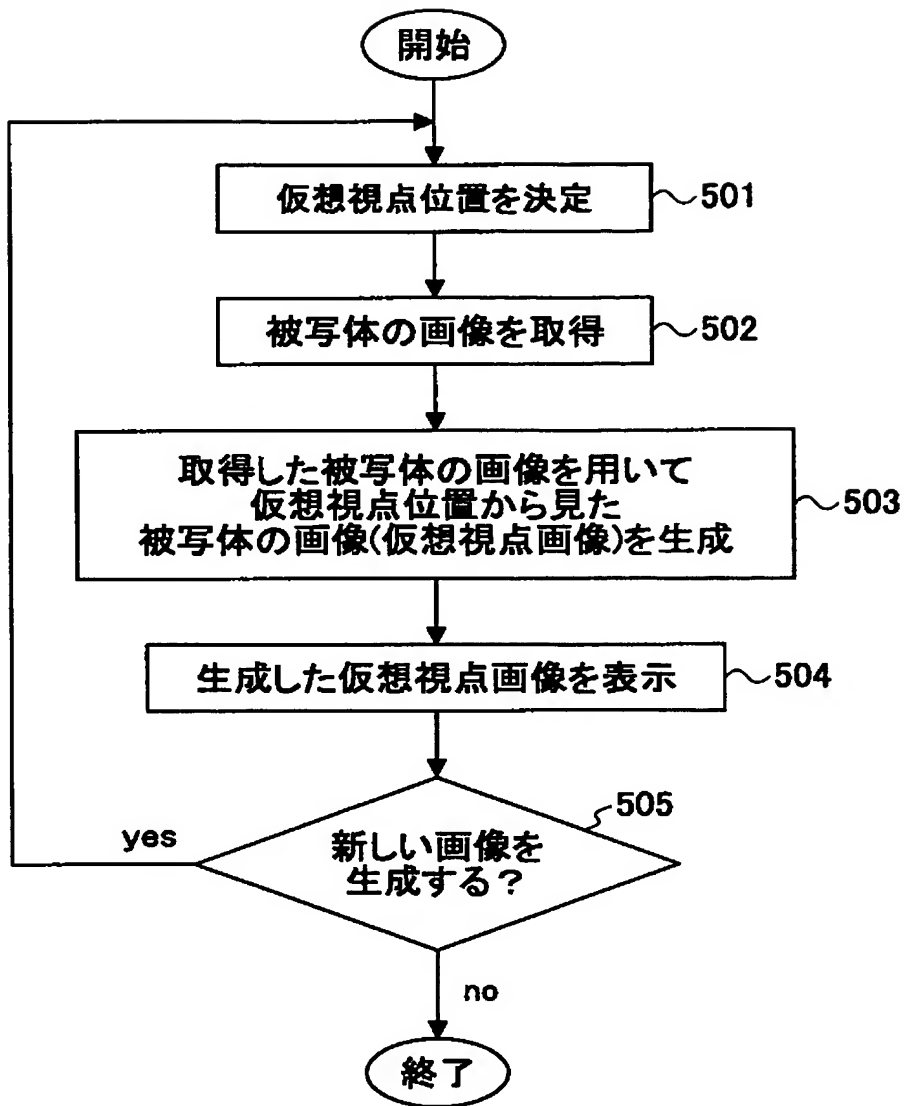 開始
仮想視点位置を決定
501
被写体の画像を取得
502
取得した被写体の画像を用いて
仮想視点位置から見た
被写体の画像(仮想視点画像)を生成
503
生成した仮想視点画像を表示
504
505
新しい画像を
生成する?
yes
no
終了